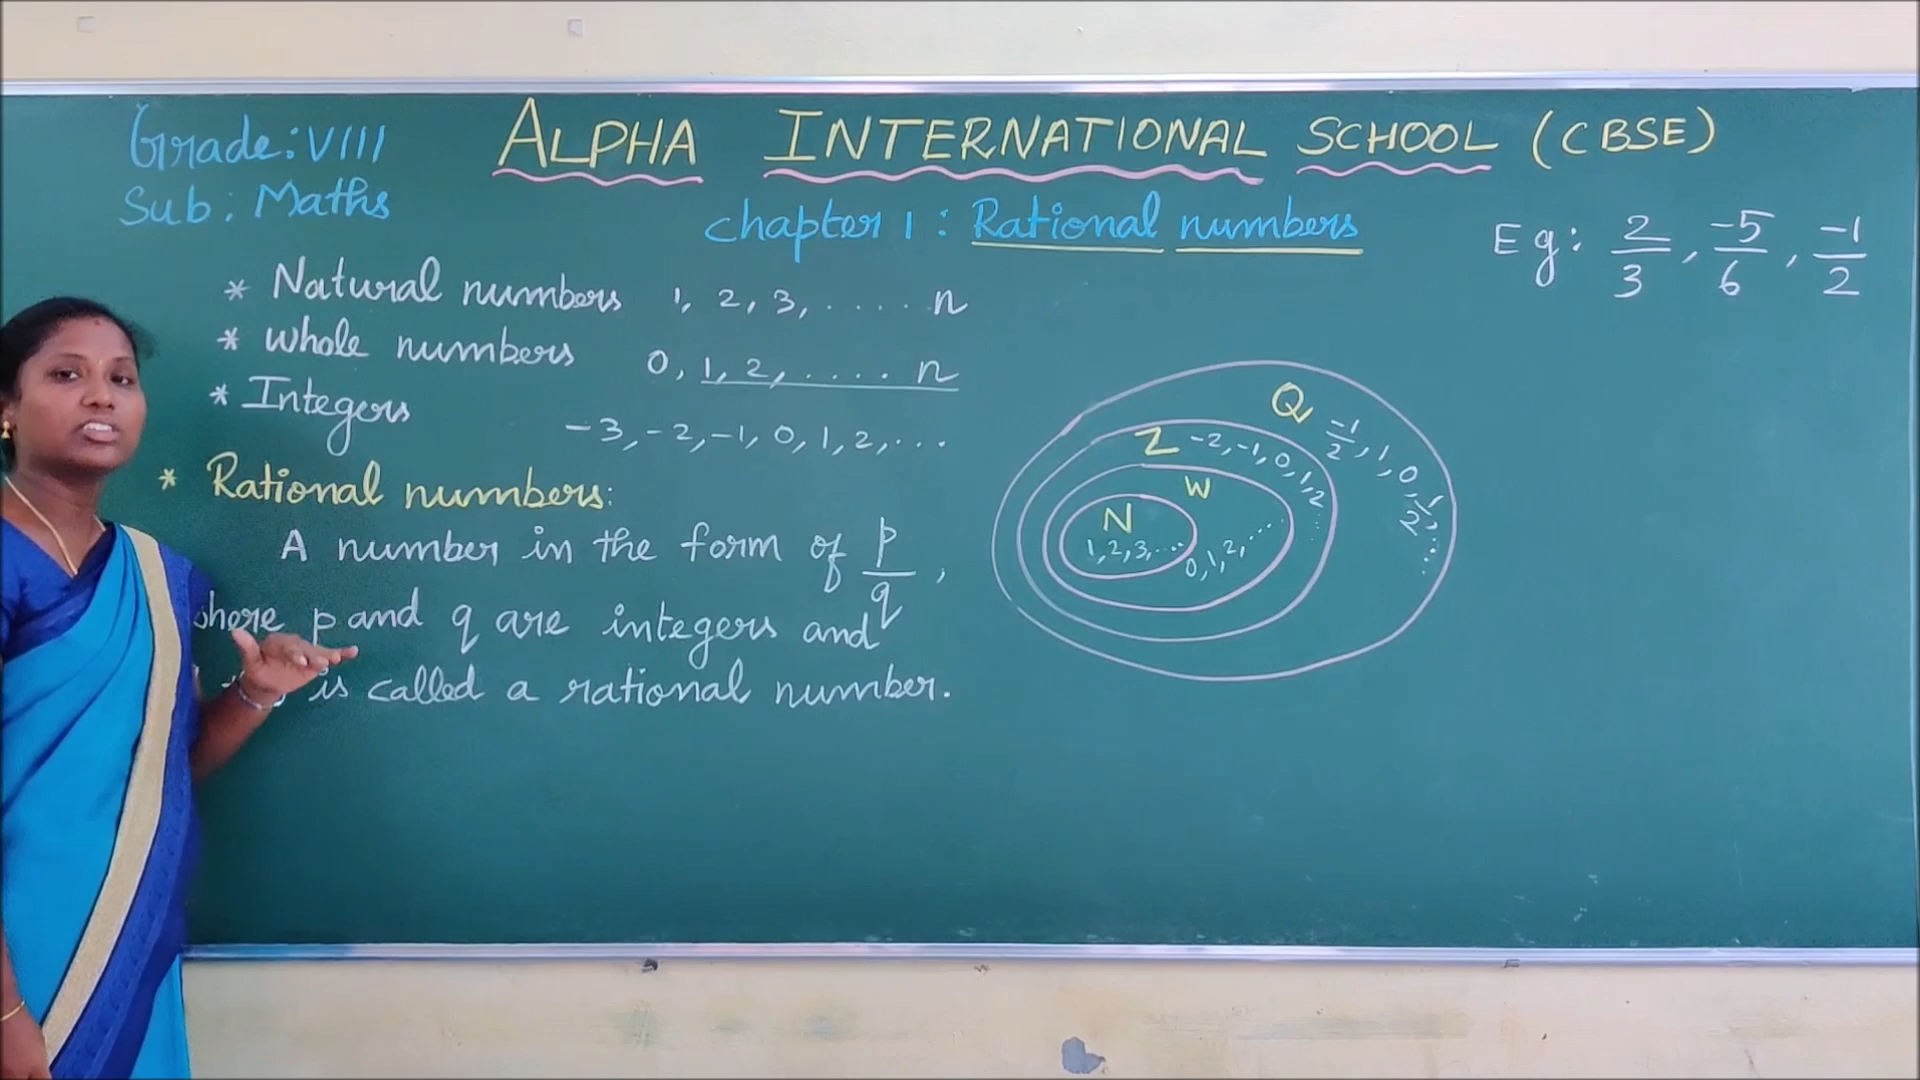 Grade: VIII
Sub: Maths
ALPHA INTERNATIONAL SCHOOL (CBSE)
Chapter 1: Rational numbers
Eg: 2/3, -5/6, -1/2
* Natural numbers 1, 2, 3, ..... n
* Whole numbers 0, 1, 2, ..... n
* Integers -3, -2, -1, 0, 1, 2, ...
* Rational numbers:
A number in the form of p/q,
p and q are integers and
is called a rational number.
Q -1/2, 1, 0, 1/2, ....
Z -2, -1, 0, 1, 2 ....
W
0, 1, 2, ....
N
1, 2, 3, ....